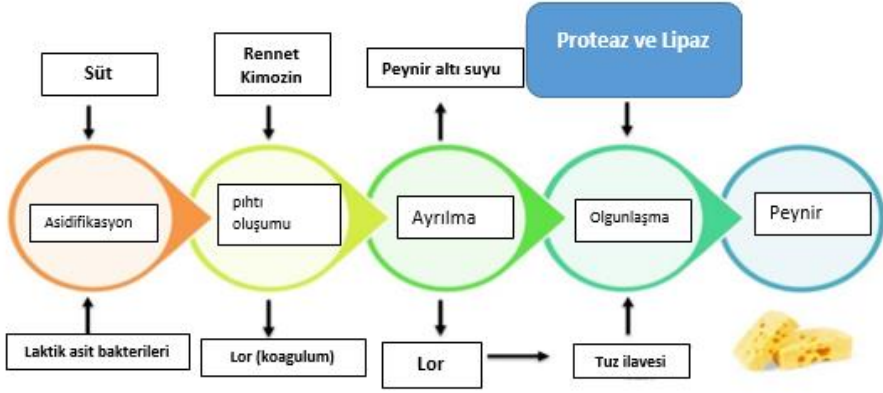 Süt
Rennet
Kimozin
Peynir altı suyu
Proteaz ve Lipaz
Asidifikasyon
pıhtı
oluşumu
Ayrılma
Olgunlaşma
Peynir
Laktik asit bakterileri
Lor (koagulum)
Lor
Tuz ilavesi